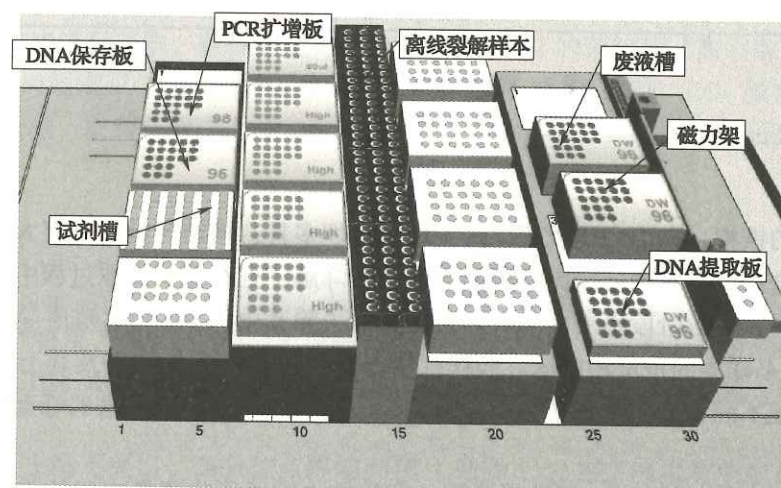 PCR扩增板
离线裂解样本
DNA保存板
废液槽
磁力架
试剂槽
DNA提取板
96
96
High
High
High
High
DW
96
DW
96
DW
96
1
5
10
15
20
25
30